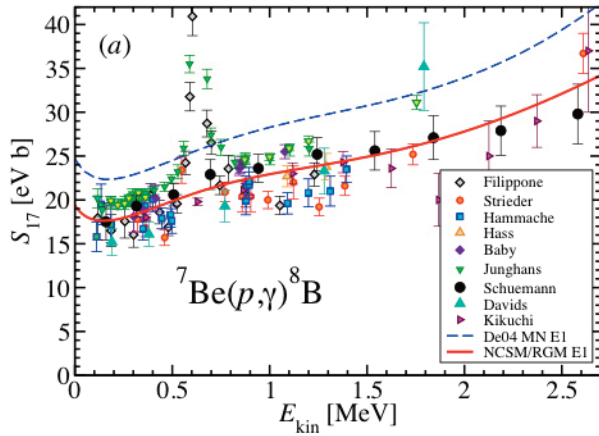 (a)
45
40
35
30
25
20
15
10
5
0
S₁₇ [eV b]
⁷Be(p,γ)⁸B
Filippone
Strieder
Hammache
Hass
Baby
Junghans
Schuemann
Davids
Kikuchi
De04 MN E1
NCSM/RGM E1
0 0.5 1 1.5 2 2.5
E_kin [MeV]